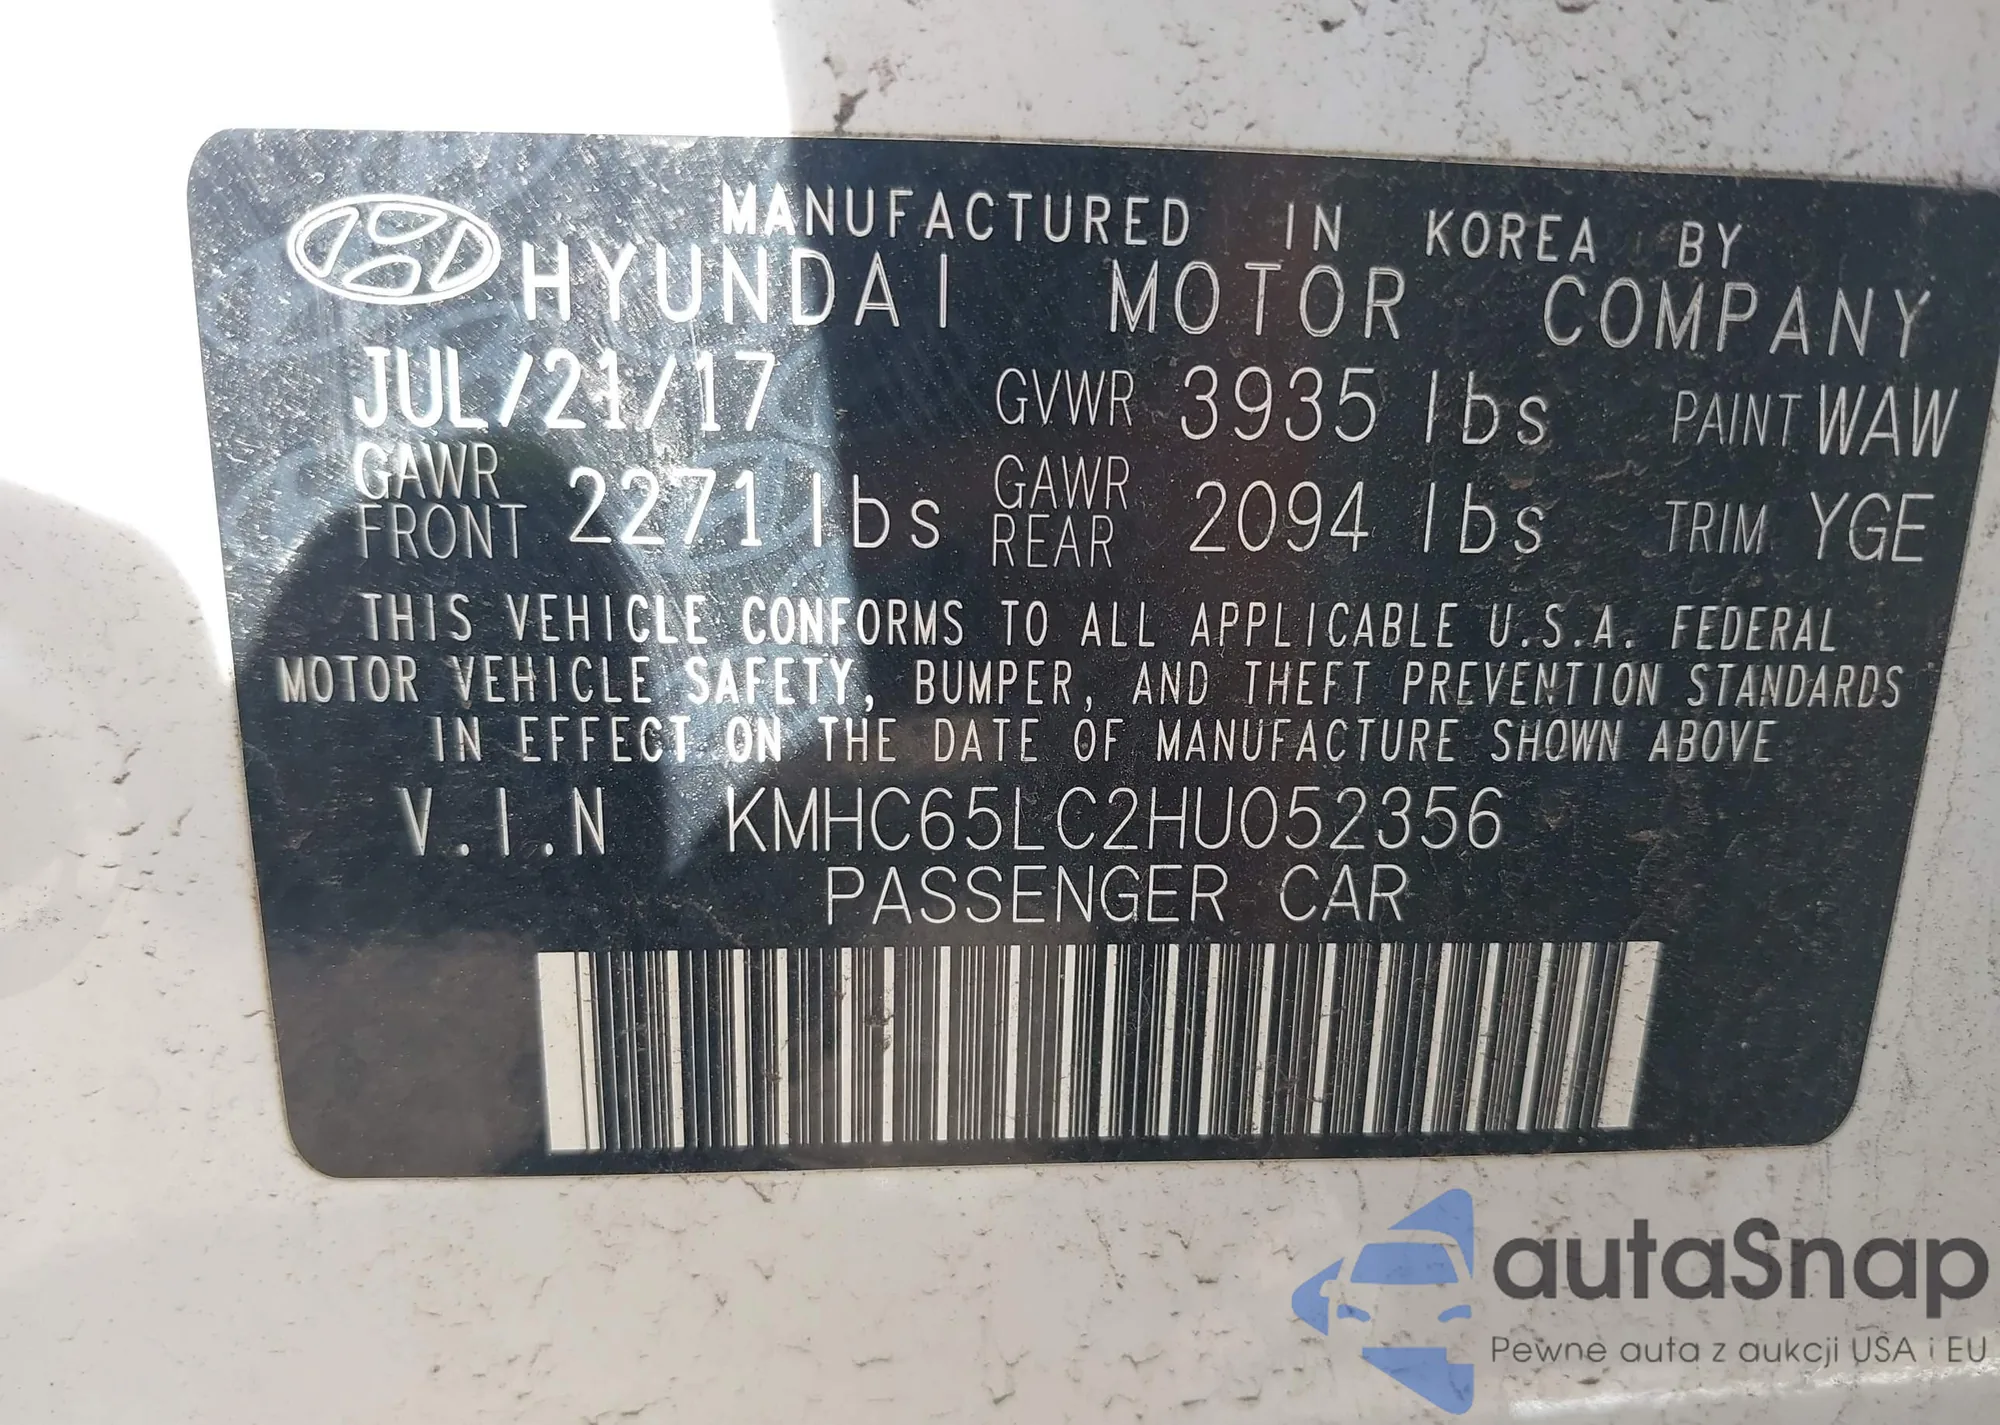 MANUFACTURED IN KOREA BY
HYUNDAI MOTOR COMPANY
JUL/21/17 GVWR 3935 lbs PAINT WAW
GAWR FRONT 2271 lbs GAWR REAR 2094 lbs TRIM YGE
THIS VEHICLE CONFORMS TO ALL APPLICABLE U.S.A. FEDERAL
MOTOR VEHICLE SAFETY, BUMPER, AND THEFT PREVENTION STANDARDS
IN EFFECT ON THE DATE OF MANUFACTURE SHOWN ABOVE
V.I.N KMHC65LC2HU052356
PASSENGER CAR
autaSnap
Pewne auta z aukcji USA i EU